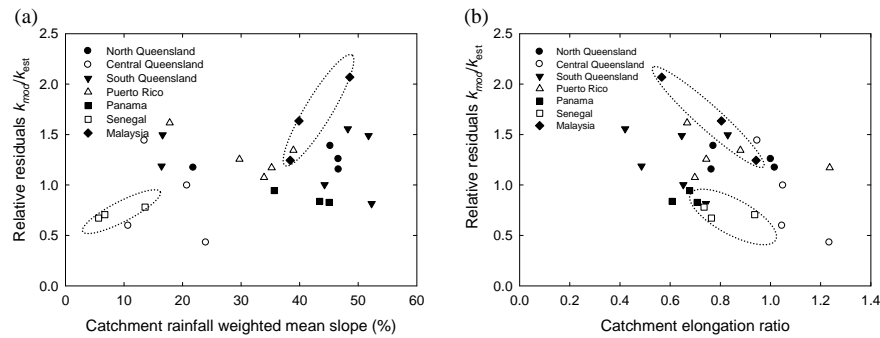 (a)
2.5
2.0
1.5
1.0
0.5
0.0
Relative residuals k_mod/k_est
North Queensland
Central Queensland
South Queensland
Puerto Rico
Panama
Senegal
Malaysia
0 10 20 30 40 50 60
Catchment rainfall weighted mean slope (%)
(b)
2.5
2.0
1.5
1.0
0.5
0.0
Relative residuals k_mod/k_est
North Queensland
Central Queensland
South Queensland
Puerto Rico
Panama
Senegal
Malaysia
0.0 0.2 0.4 0.6 0.8 1.0 1.2 1.4
Catchment elongation ratio